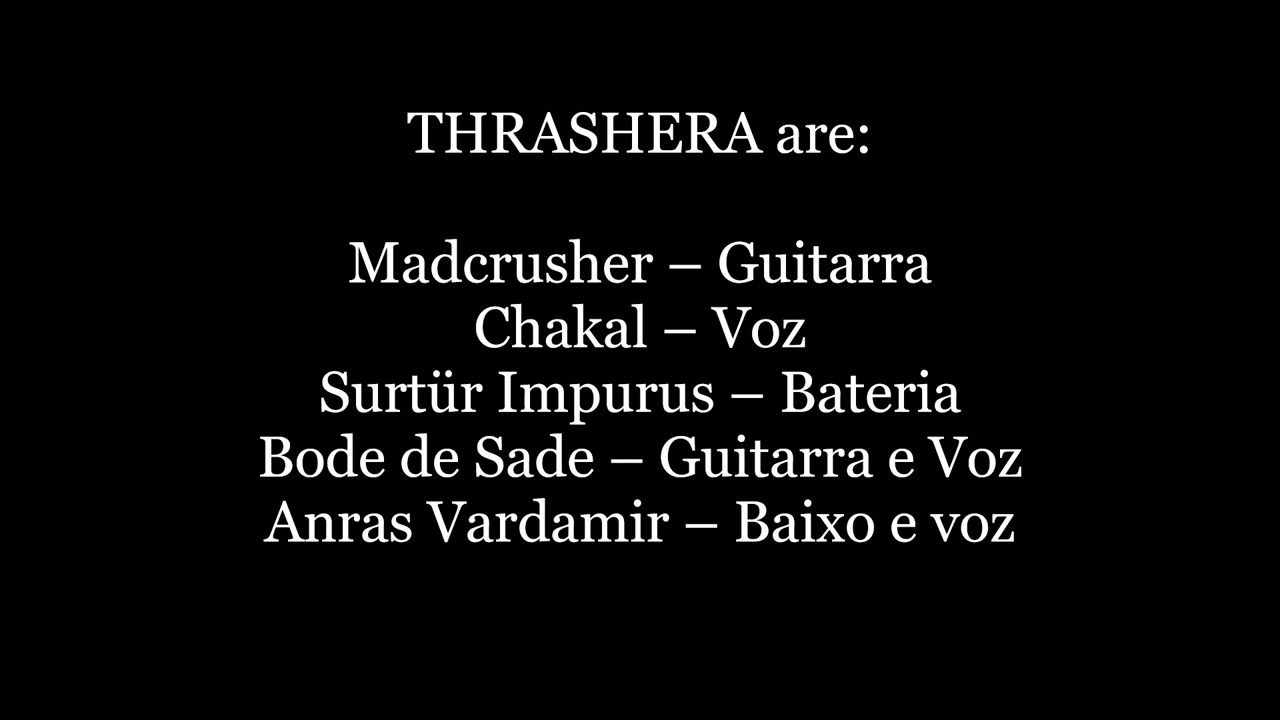 THRASHERA are:
Madcrusher – Guitarra
Chakal – Voz
Surtür Impurus – Bateria
Bode de Sade – Guitarra e Voz
Anras Vardamir – Baixo e voz